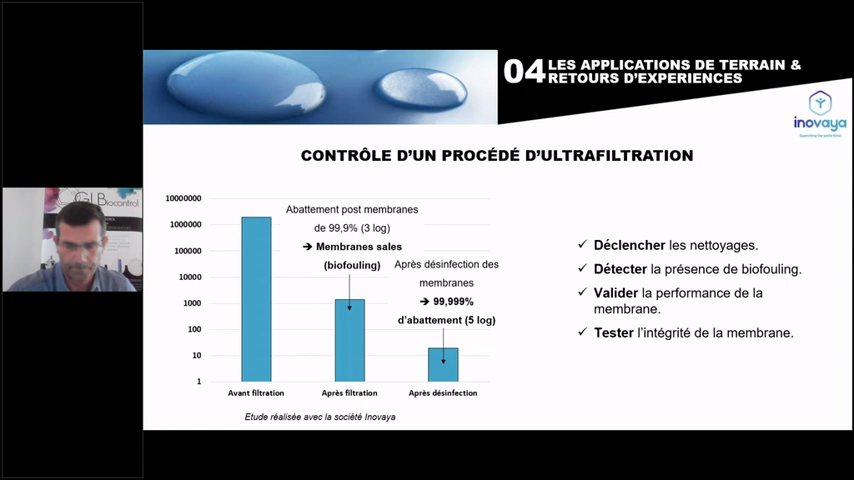 04 LES APPLICATIONS DE TERRAIN &
RETOURS D'EXPERIENCES
inovaya
GLBiocontrol
CONTRÔLE D'UN PROCÉDÉ D'ULTRAFILTRATION
10000000
1000000
100000
10000
1000
100
10
1
Abattement post membranes
de 99,9% (3 log)
➔ Membranes sales
(biofouling)
Après désinfection des
membranes
➔ 99,999%
d'abattement (5 log)
Avant filtration
Après filtration
Après désinfection
Etude réalisée avec la société Inovaya
✓ Déclencher les nettoyages.
✓ Détecter la présence de biofouling.
✓ Valider la performance de la
membrane.
✓ Tester l'intégrité de la membrane.